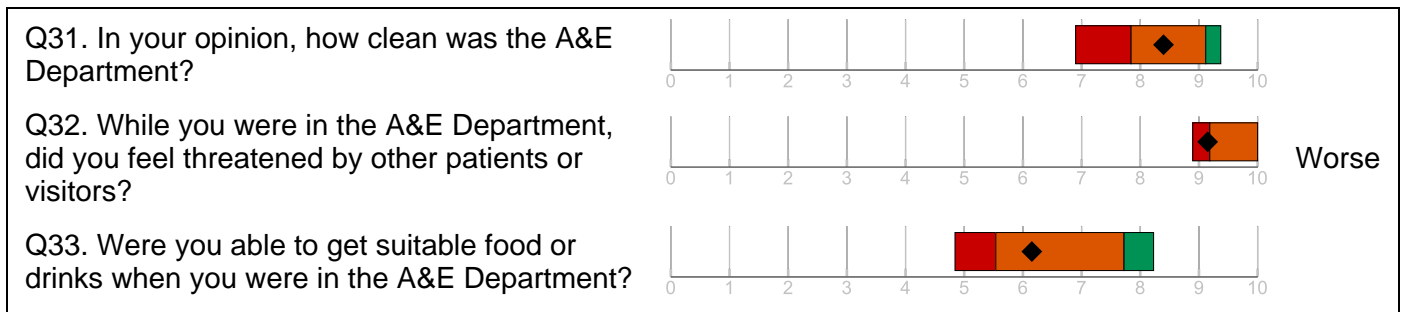 Q31. In your opinion, how clean was the A&E
Department?
0 1 2 3 4 5 6 7 8 9 10
Q32. While you were in the A&E Department,
did you feel threatened by other patients or
visitors?
0 1 2 3 4 5 6 7 8 9 10
Worse
Q33. Were you able to get suitable food or
drinks when you were in the A&E Department?
0 1 2 3 4 5 6 7 8 9 10